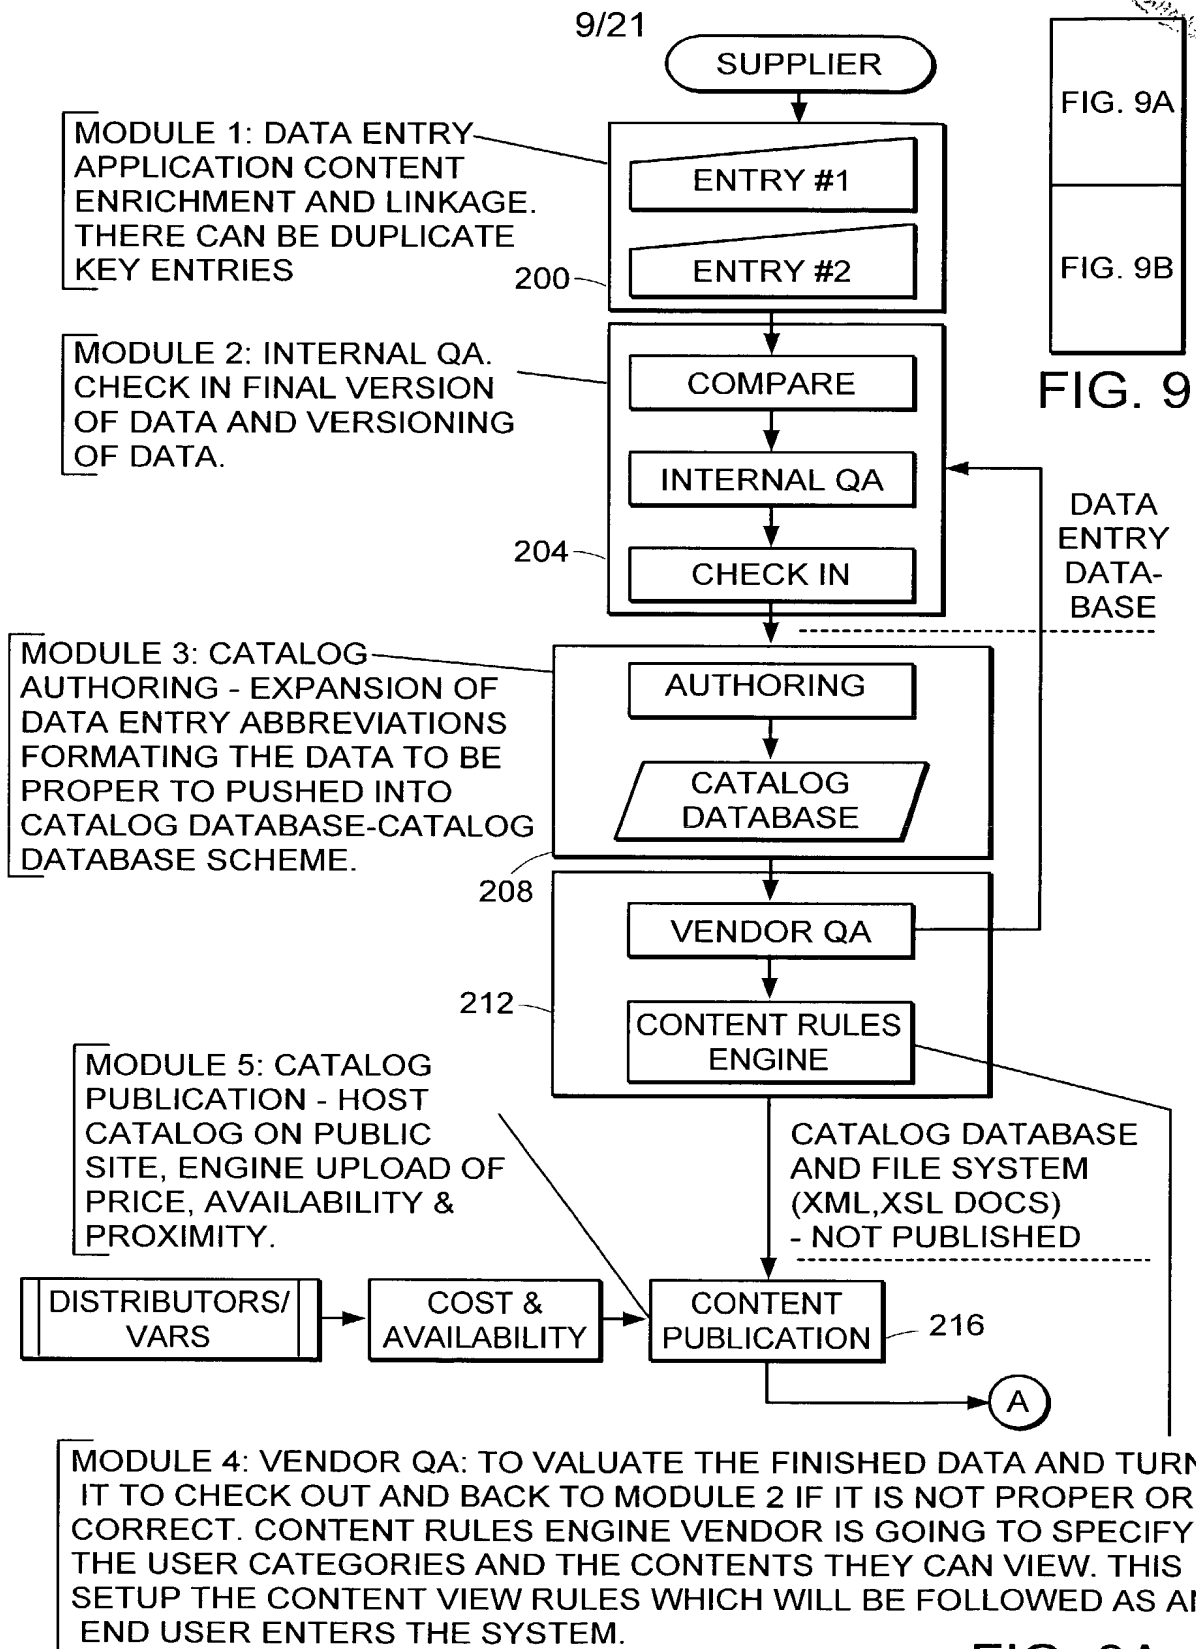 9/21
SUPPLIER
FIG. 9A
FIG. 9B
FIG. 9
MODULE 1: DATA ENTRY
APPLICATION CONTENT
ENRICHMENT AND LINKAGE.
THERE CAN BE DUPLICATE
KEY ENTRIES
ENTRY #1
ENTRY #2
200
MODULE 2: INTERNAL QA.
CHECK IN FINAL VERSION
OF DATA AND VERSIONING
OF DATA.
COMPARE
INTERNAL QA
CHECK IN
204
DATA
ENTRY
DATA-
BASE
MODULE 3: CATALOG
AUTHORING - EXPANSION OF
DATA ENTRY ABBREVIATIONS
FORMATING THE DATA TO BE
PROPER TO PUSHED INTO
CATALOG DATABASE-CATALOG
DATABASE SCHEME.
AUTHORING
CATALOG
DATABASE
208
VENDOR QA
212
CONTENT RULES
ENGINE
MODULE 5: CATALOG
PUBLICATION - HOST
CATALOG ON PUBLIC
SITE, ENGINE UPLOAD OF
PRICE, AVAILABILITY &
PROXIMITY.
CATALOG DATABASE
AND FILE SYSTEM
(XML,XSL DOCS)
- NOT PUBLISHED
DISTRIBUTORS/
VARS
COST &
AVAILABILITY
CONTENT
PUBLICATION
216
A
MODULE 4: VENDOR QA: TO VALUATE THE FINISHED DATA AND TURN
IT TO CHECK OUT AND BACK TO MODULE 2 IF IT IS NOT PROPER OR
CORRECT. CONTENT RULES ENGINE VENDOR IS GOING TO SPECIFY
THE USER CATEGORIES AND THE CONTENTS THEY CAN VIEW. THIS
SETUP THE CONTENT VIEW RULES WHICH WILL BE FOLLOWED AS AN
END USER ENTERS THE SYSTEM.